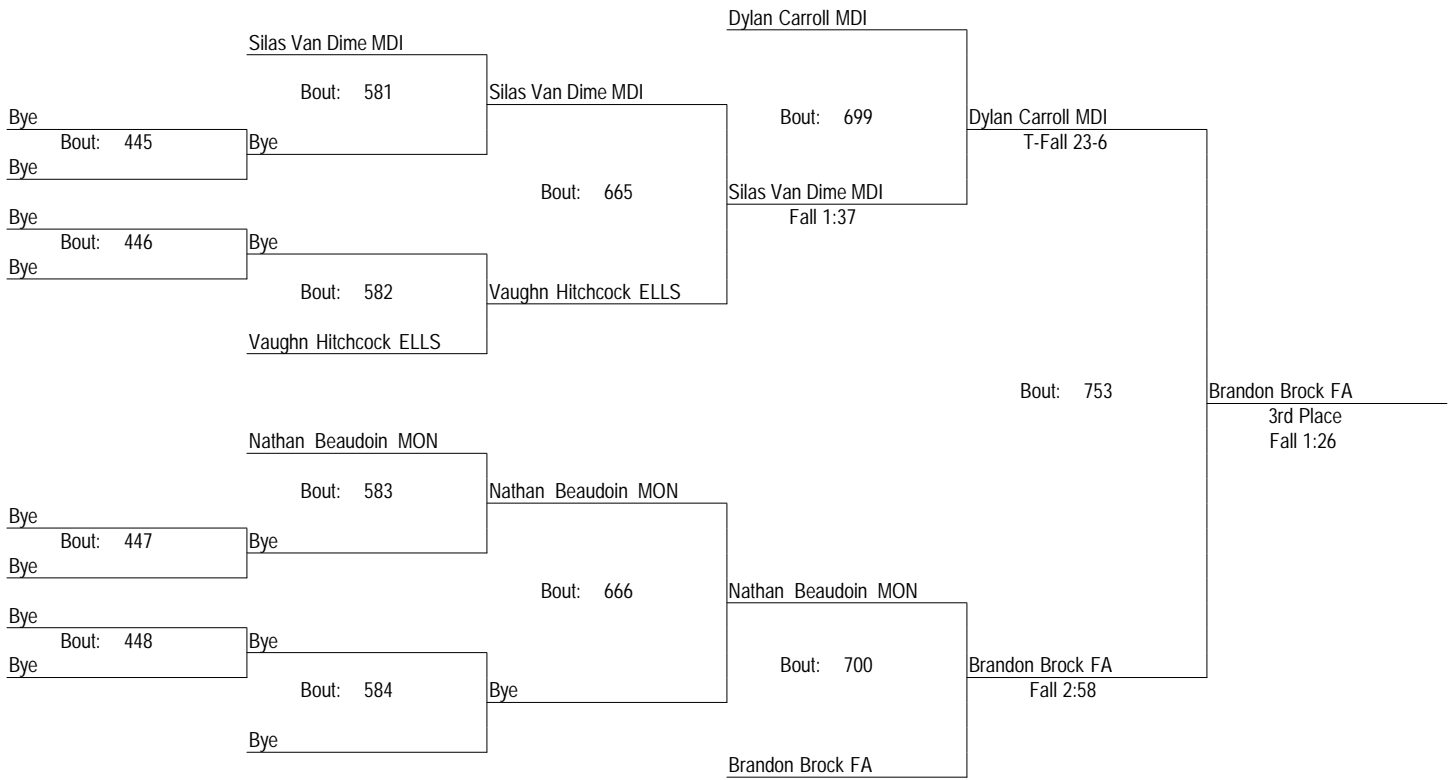 Dylan Carroll MDI
Silas Van Dime MDI
Bout: 581
Silas Van Dime MDI
Bye
Bout: 699
Dylan Carroll MDI
Bout: 445
Bye
T-Fall 23-6
Bye
Bout: 665
Silas Van Dime MDI
Bye
Fall 1:37
Bout: 446
Bye
Bye
Bout: 582
Vaughn Hitchcock ELLS
Vaughn Hitchcock ELLS
Bout: 753
Brandon Brock FA
3rd Place
Fall 1:26
Nathan Beaudoin MON
Bout: 583
Nathan Beaudoin MON
Bye
Bout: 447
Bye
Bye
Bout: 666
Nathan Beaudoin MON
Bye
Bout: 448
Bye
Bye
Bout: 700
Brandon Brock FA
Bout: 584
Bye
Fall 2:58
Bye
Brandon Brock FA